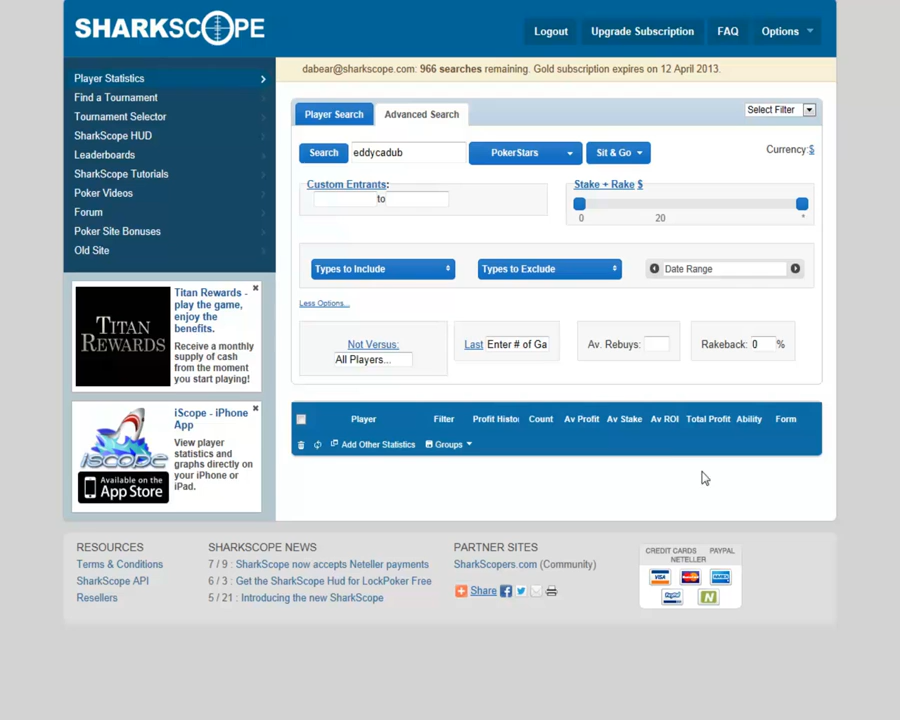 SHARKSCOPE
Logout
Upgrade Subscription
FAQ
Options
Player Statistics
Find a Tournament
Tournament Selector
SharkScope HUD
Leaderboards
SharkScope Tutorials
Poker Videos
Forum
Poker Site Bonuses
Old Site
dabear@sharkscope.com: 966 searches remaining. Gold subscription expires on 12 April 2013.
Player Search
Advanced Search
Select Filter
Search
eddycadub
PokerStars
Sit & Go
Currency:$
Custom Entrants:
to
Stake + Rake $
0
20
*
Types to Include
Types to Exclude
Date Range
Less Options...
Not Versus:
All Players...
Last Enter # of Ga
Av. Rebuys:
Rakeback: 0 %
Player Filter Profit Histo Count Av Profit Av Stake Av ROI Total Profit Ability Form
Add Other Statistics
Groups
TITAN
REWARDS
Titan Rewards -
play the game,
enjoy the
benefits.
Receive a monthly
supply of cash
from the moment
you start playing!
iSCOPE
Available on the
App Store
iScope - iPhone
App
View player
statistics and
graphs directly on
your iPhone or
iPad.
RESOURCES
Terms & Conditions
SharkScope API
Resellers
SHARKSCOPE NEWS
7 / 9 : SharkScope now accepts Neteller payments
6 / 3 : Get the SharkScope Hud for LockPoker Free
5 / 21 : Introducing the new SharkScope
PARTNER SITES
SharkScopers.com (Community)
Share
CREDIT CARDS PAYPAL
NETELLER
VISA
PayPal
N